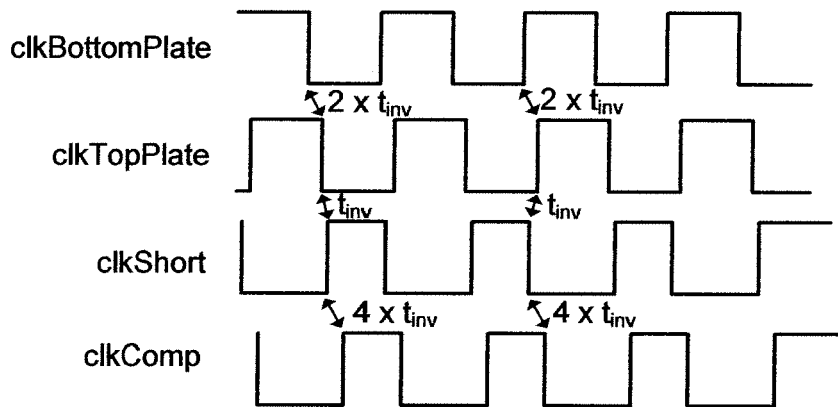 clkBottomPlate
2 x tinv 2 x tinv
clkTopPlate
tinv tinv
clkShort
4 x tinv 4 x tinv
clkComp